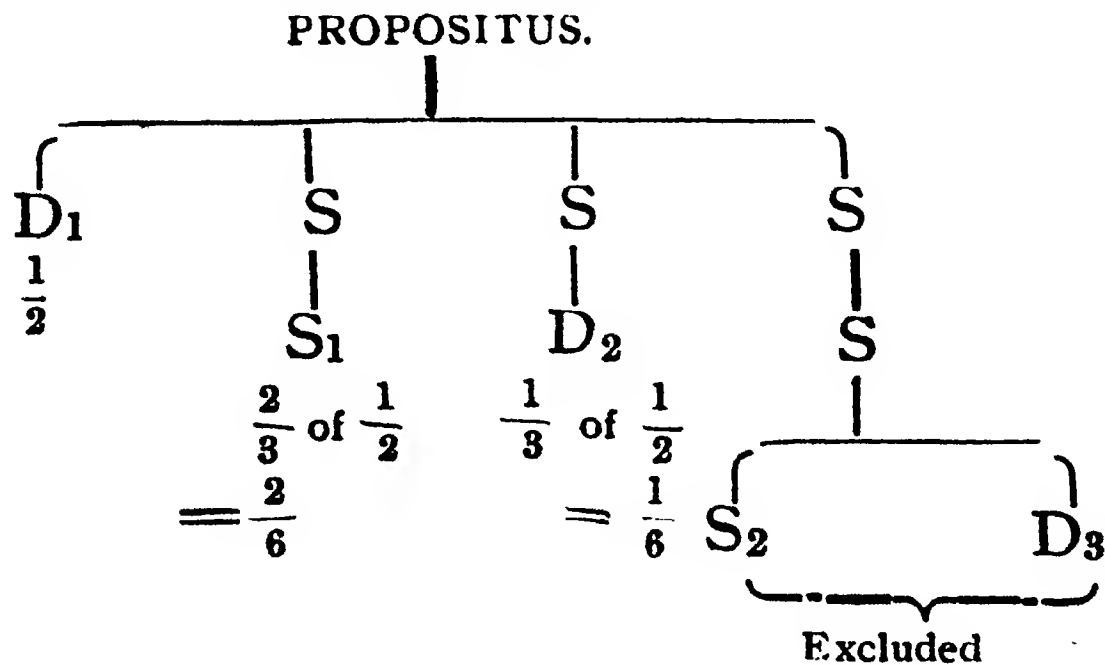 PROPOSITUS.
D1 S S S
1/2
S1 D2 S
2/3 of 1/2 1/3 of 1/2
= 2/6 = 1/6 S2 D3
Excluded